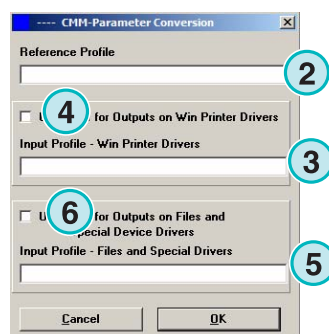 ---- CMM-Parameter Conversion
Reference Profile
2
4
for Outputs on Win Printer Drivers
Input Profile - Win Printer Drivers
3
6
for Outputs on Files and
Device Drivers
Input Profile - Files and Special Drivers
5
Cancel
OK